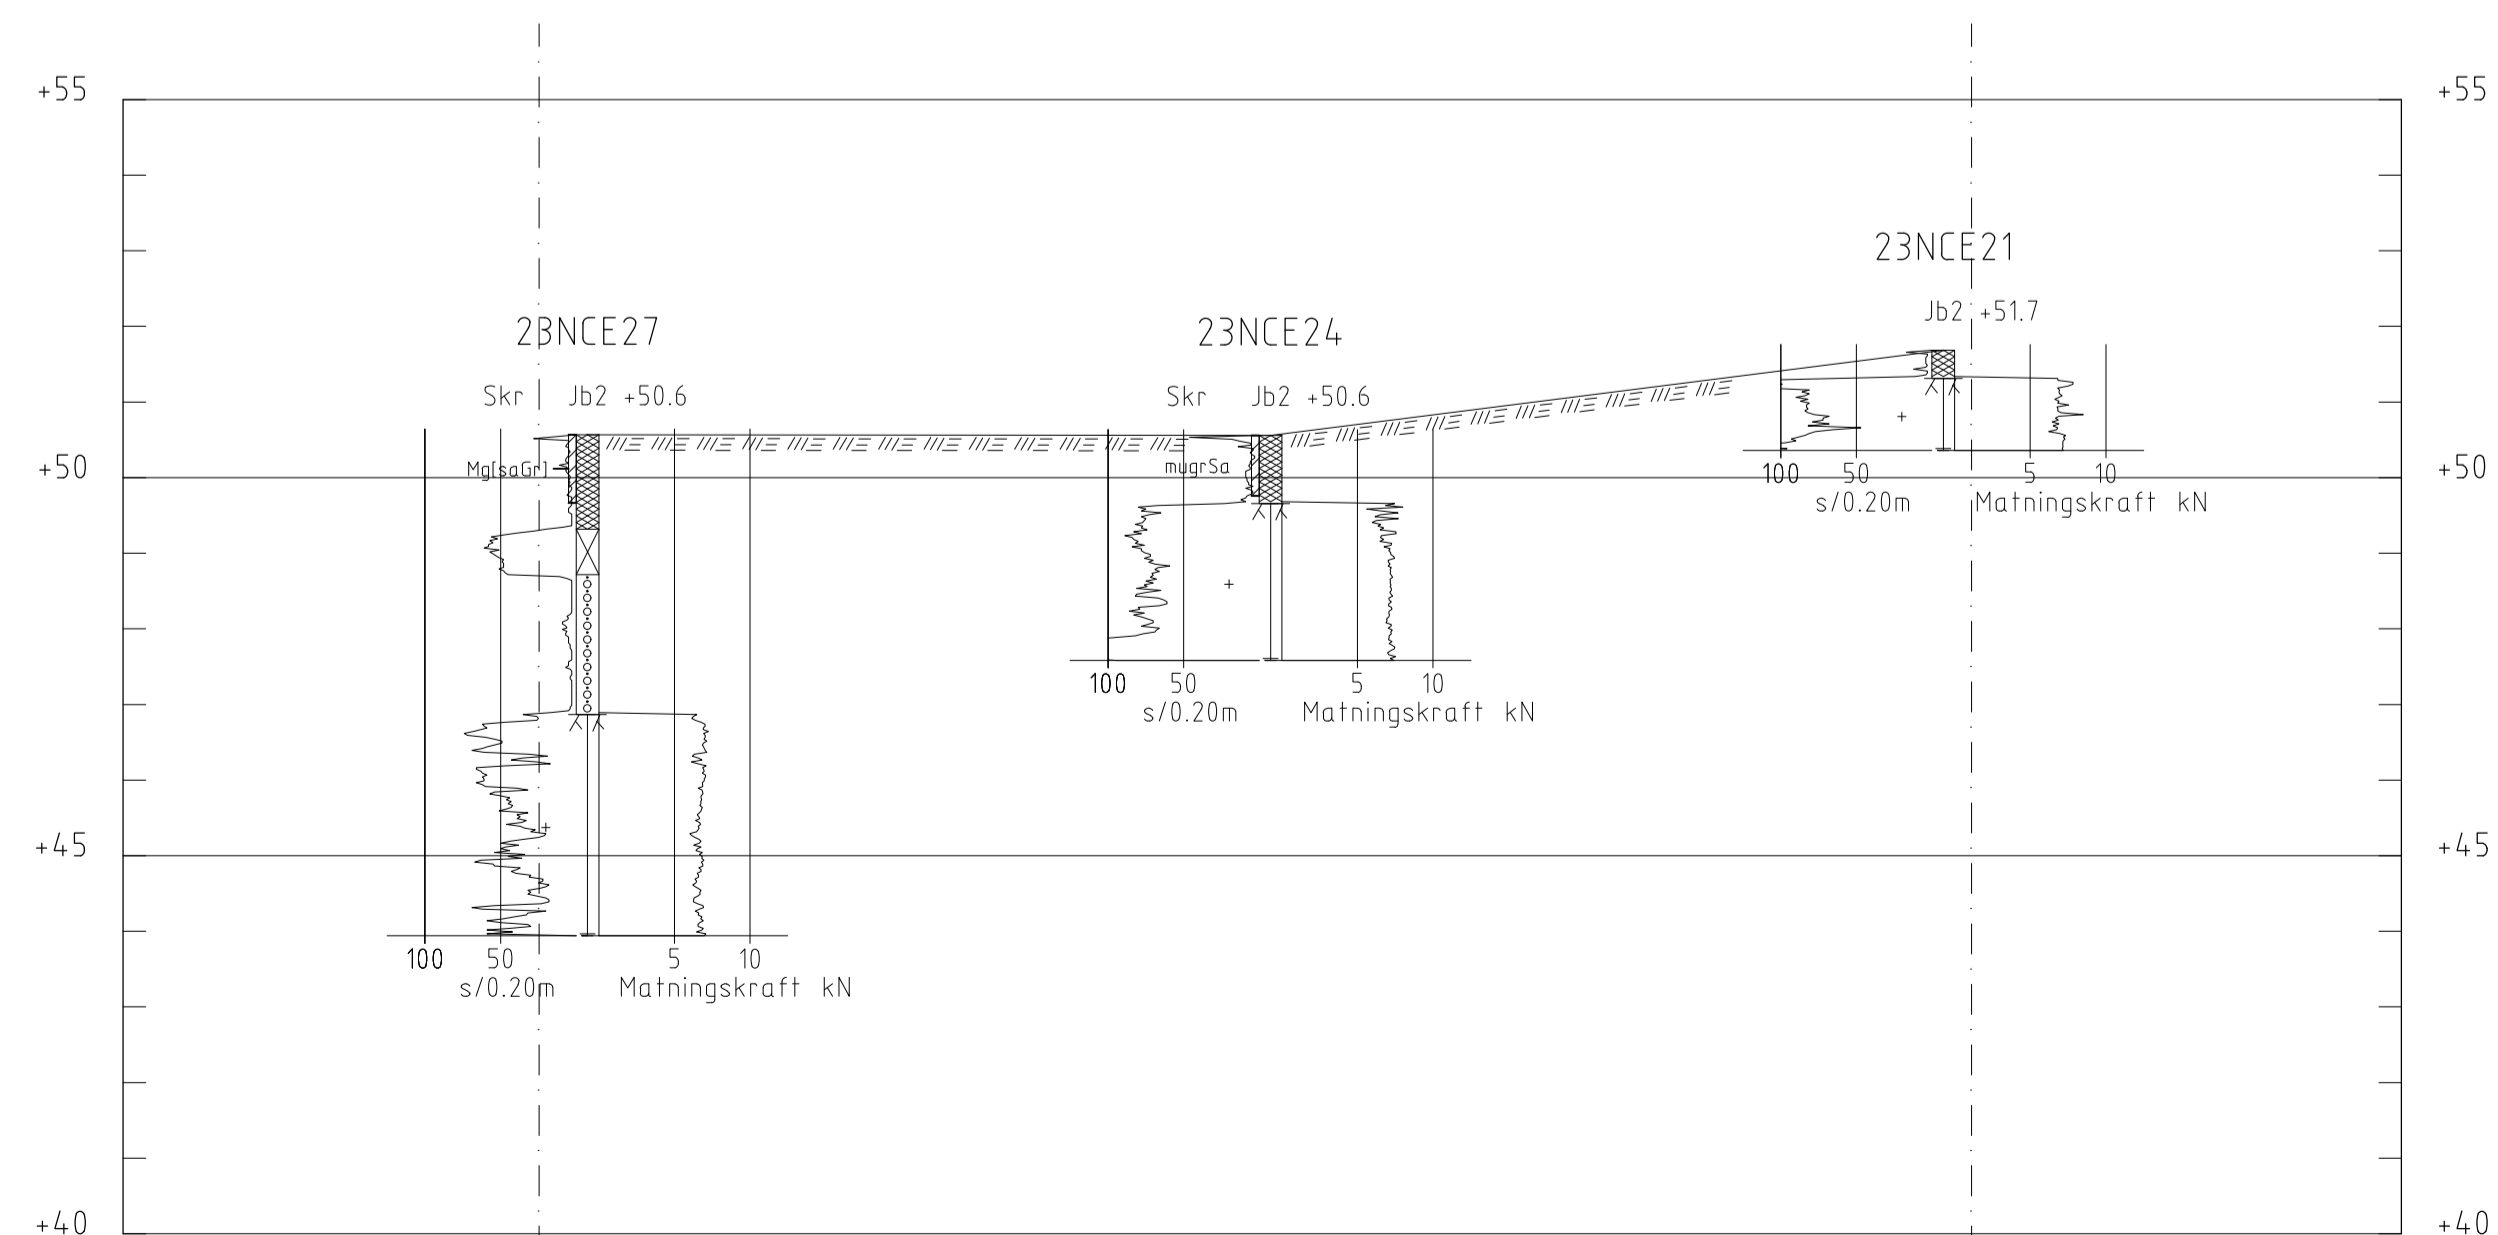 +55 +55
23NCE21
Jb2 +51.7
23NCE27 23NCE24
Skr Jb2 +50.6 Skr Jb2 +50.6
+50 Mg[saGr] mugrSa 100 50 5 10 +50
s/0.20m Matningskraft kN
100 50 5 10
s/0.20m Matningskraft kN
+45 +45
100 50 5 10
s/0.20m Matningskraft kN
+40 +40